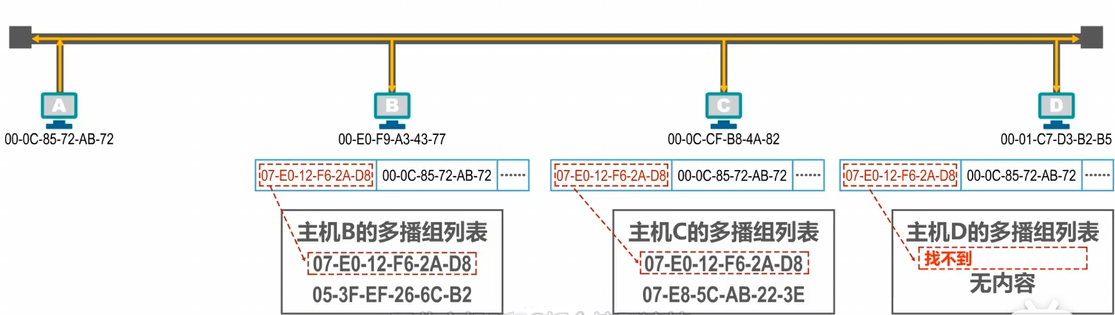 A
B
C
D
00-0C-85-72-AB-72
00-E0-F9-A3-43-77
00-0C-CF-B8-4A-82
00-01-C7-D3-B2-B5
07-E0-12-F6-2A-D8 00-0C-85-72-AB-72 ······
07-E0-12-F6-2A-D8 00-0C-85-72-AB-72 ······
07-E0-12-F6-2A-D8 00-0C-85-72-AB-72 ······
主机B的多播组列表
07-E0-12-F6-2A-D8
05-3F-EF-26-6C-B2
主机C的多播组列表
07-E0-12-F6-2A-D8
07-E8-5C-AB-22-3E
主机D的多播组列表
找不到
无内容